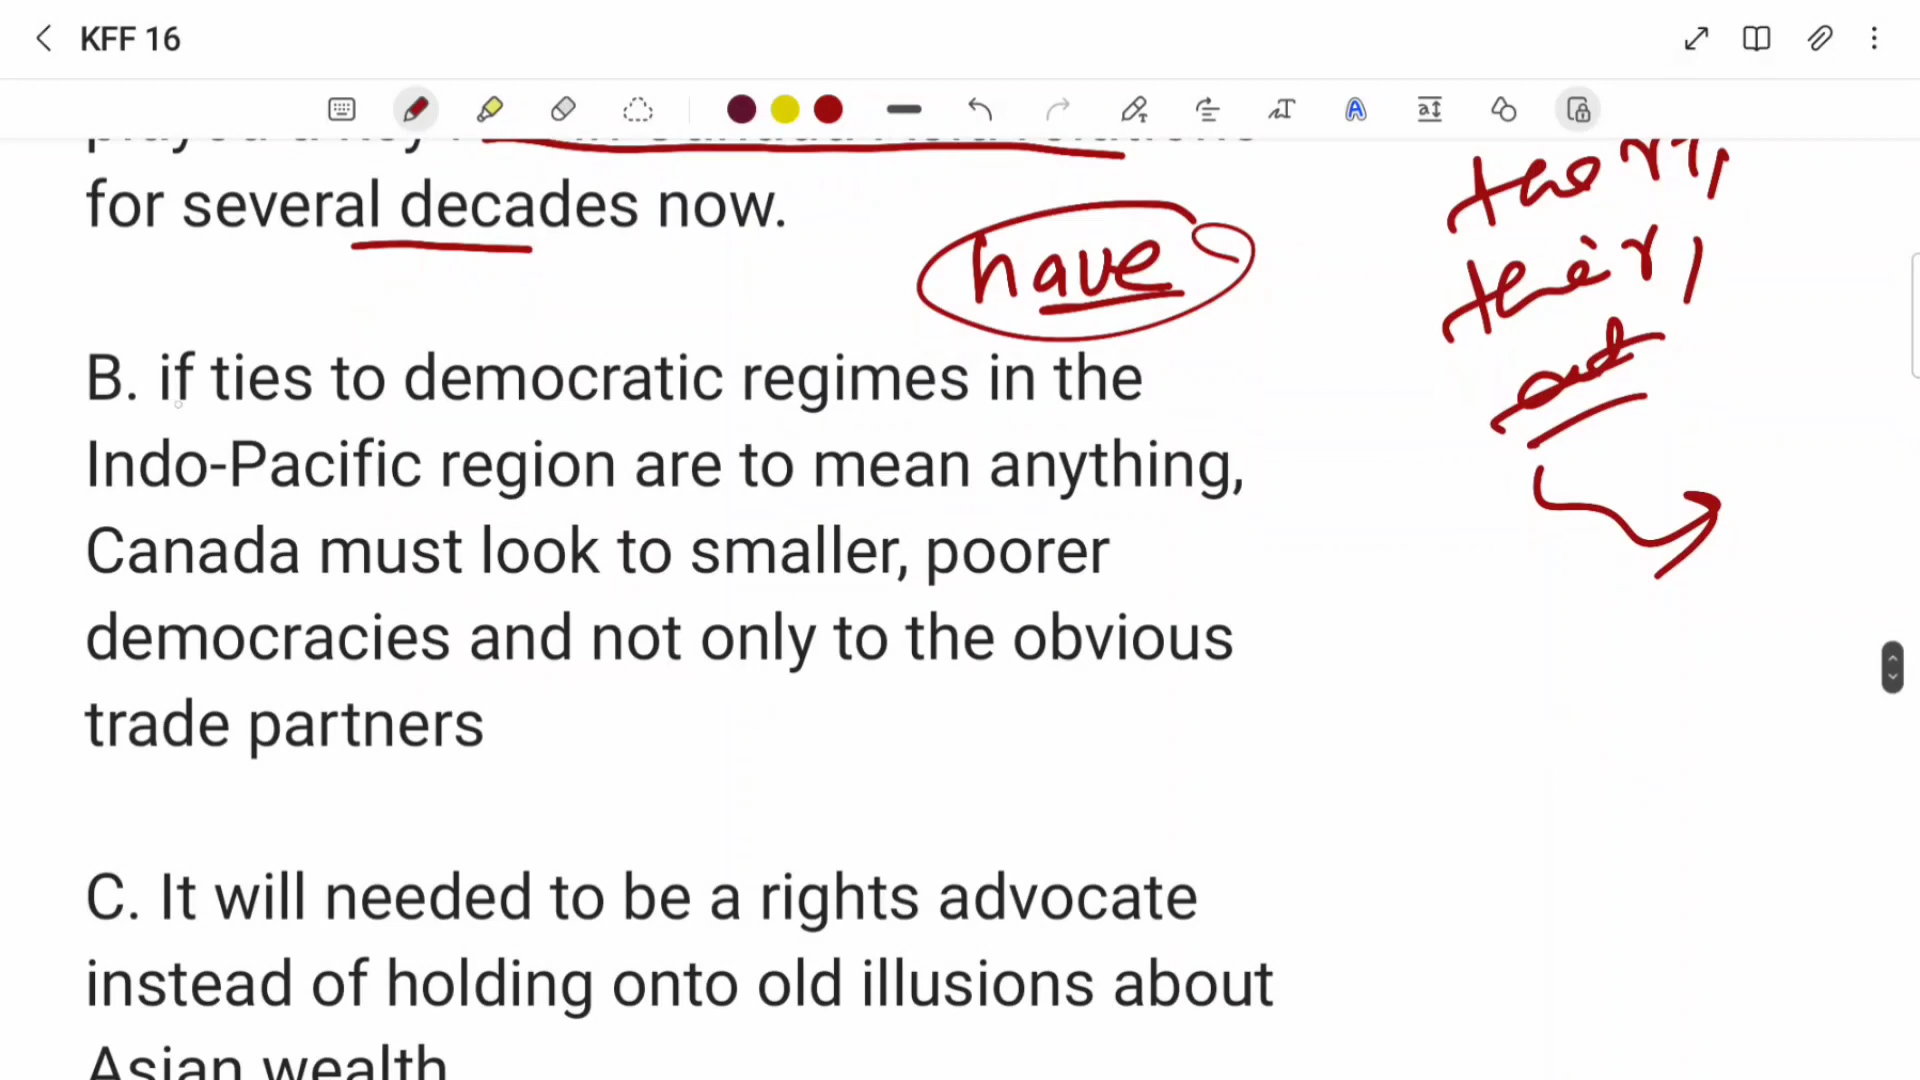 KFF 16
for several decades now.
have
their,
B. if ties to democratic regimes in the
Indo-Pacific region are to mean anything,
Canada must look to smaller, poorer
democracies and not only to the obvious
trade partners
C. It will needed to be a rights advocate
instead of holding onto old illusions about
Asian wealth